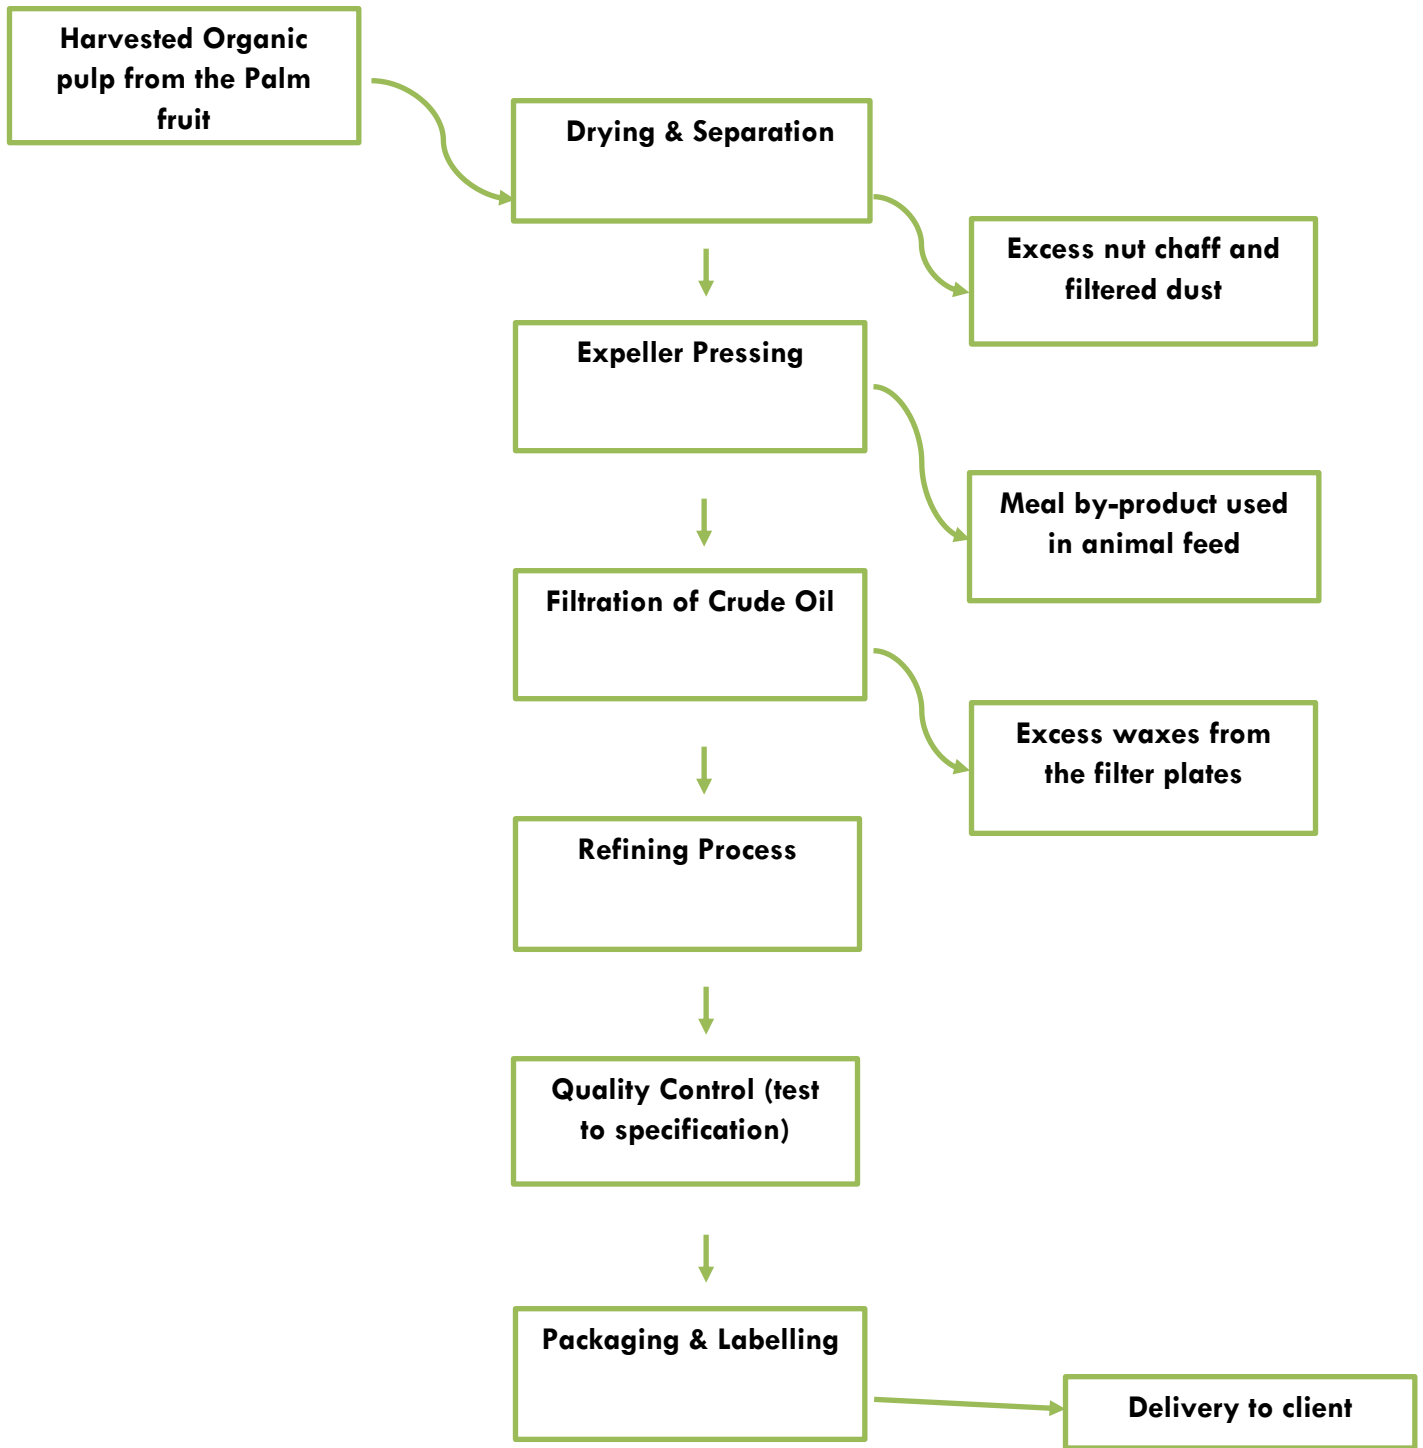 Harvested Organic
pulp from the Palm
fruit
Drying & Separation
Excess nut chaff and
filtered dust
Expeller Pressing
Meal by-product used
in animal feed
Filtration of Crude Oil
Excess waxes from
the filter plates
Refining Process
Quality Control (test
to specification)
Packaging & Labelling
Delivery to client